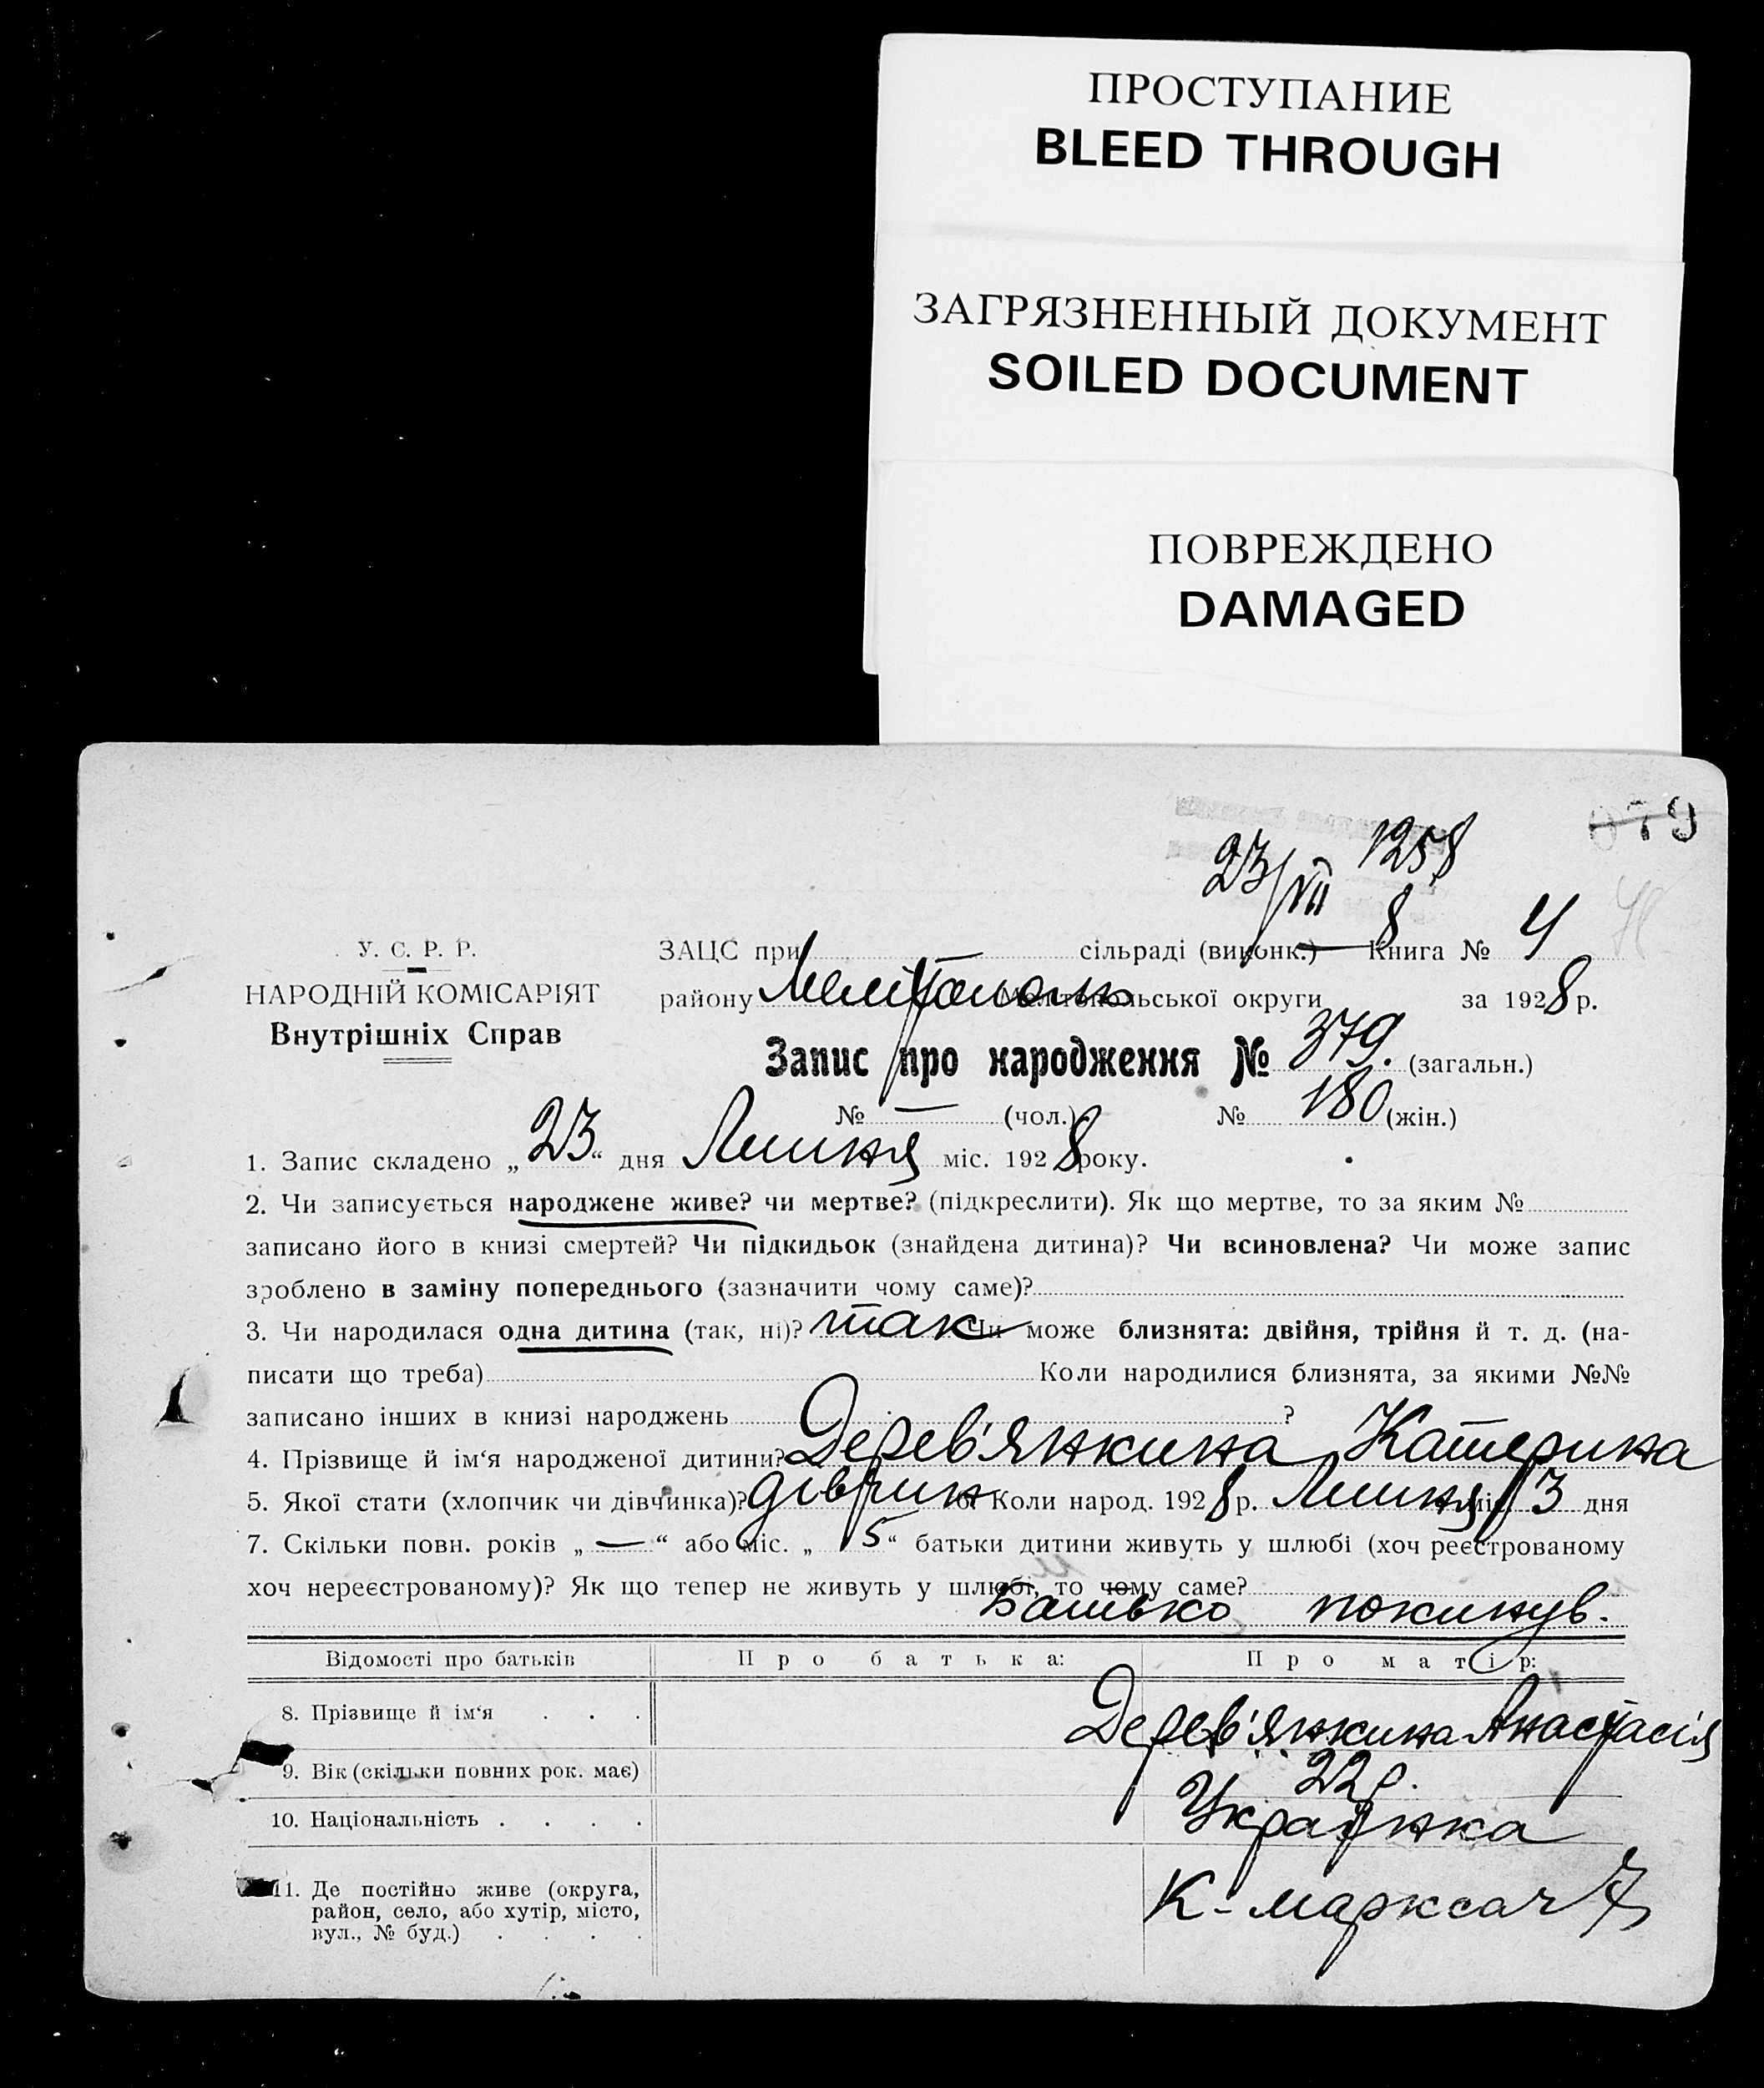 ПРОСТУПАНИЕ
BLEED THROUGH
ЗАГРЯЗНЕННЫЙ ДОКУМЕНТ
SOILED DOCUMENT
ПОВРЕЖДЕНО
DAMAGED
079
1258
23/VII 8
У. С. Р. Р.
НАРОДНІЙ КОМІСАРІЯТ
Внутрішніх Справ
ЗАЦС при сільраді (виконк.) Книга № 4
району Мелітополь Мелітопольської округи за 1928 р.
Запис про народження № 379. (загальн.)
№ — (чол.) № 180 (жін.)
1. Запис складено „23“ дня Липня міс. 1928 року.
2. Чи записується народжене живе? чи мертве? (підкреслити). Як що мертве, то за яким №
записано його в книзі смертей? Чи підкидьок (знайдена дитина)? Чи всиновлена? Чи може запис
зроблено в заміну попереднього (зазначити чому саме)?
3. Чи народилася одна дитина (так, ні)? так Чи може близнята: двійня, трійня й т. д. (на-
писати що треба) Коли народилися близнята, за якими №№
записано інших в книзі народжень ?
4. Прізвище й ім‘я народженої дитини? Дерев'янкина Катерина
5. Якої стати (хлопчик чи дівчинка)? дівчин 6. Коли народ. 1928 р. Липня міс. 13 дня
7. Скільки повн. років „—“ або міс. „5“ батьки дитини живуть у шлюбі (хоч реєстрованому
хоч нереєстрованому)? Як що тепер не живуть у шлюбі, то чому саме?
Батько покинув.
Відомості про батьків Про батька: Про матір:
8. Прізвище й ім‘я . . . Дерев'янкина Анастасія
9. Вік (скільки повних рок. має) 22 р.
10. Національність . . . . Українка
11. Де постійно живе (округа,
район, село, або хутір, місто,
вул., № буд.) . . . .
К-маркса ч 7